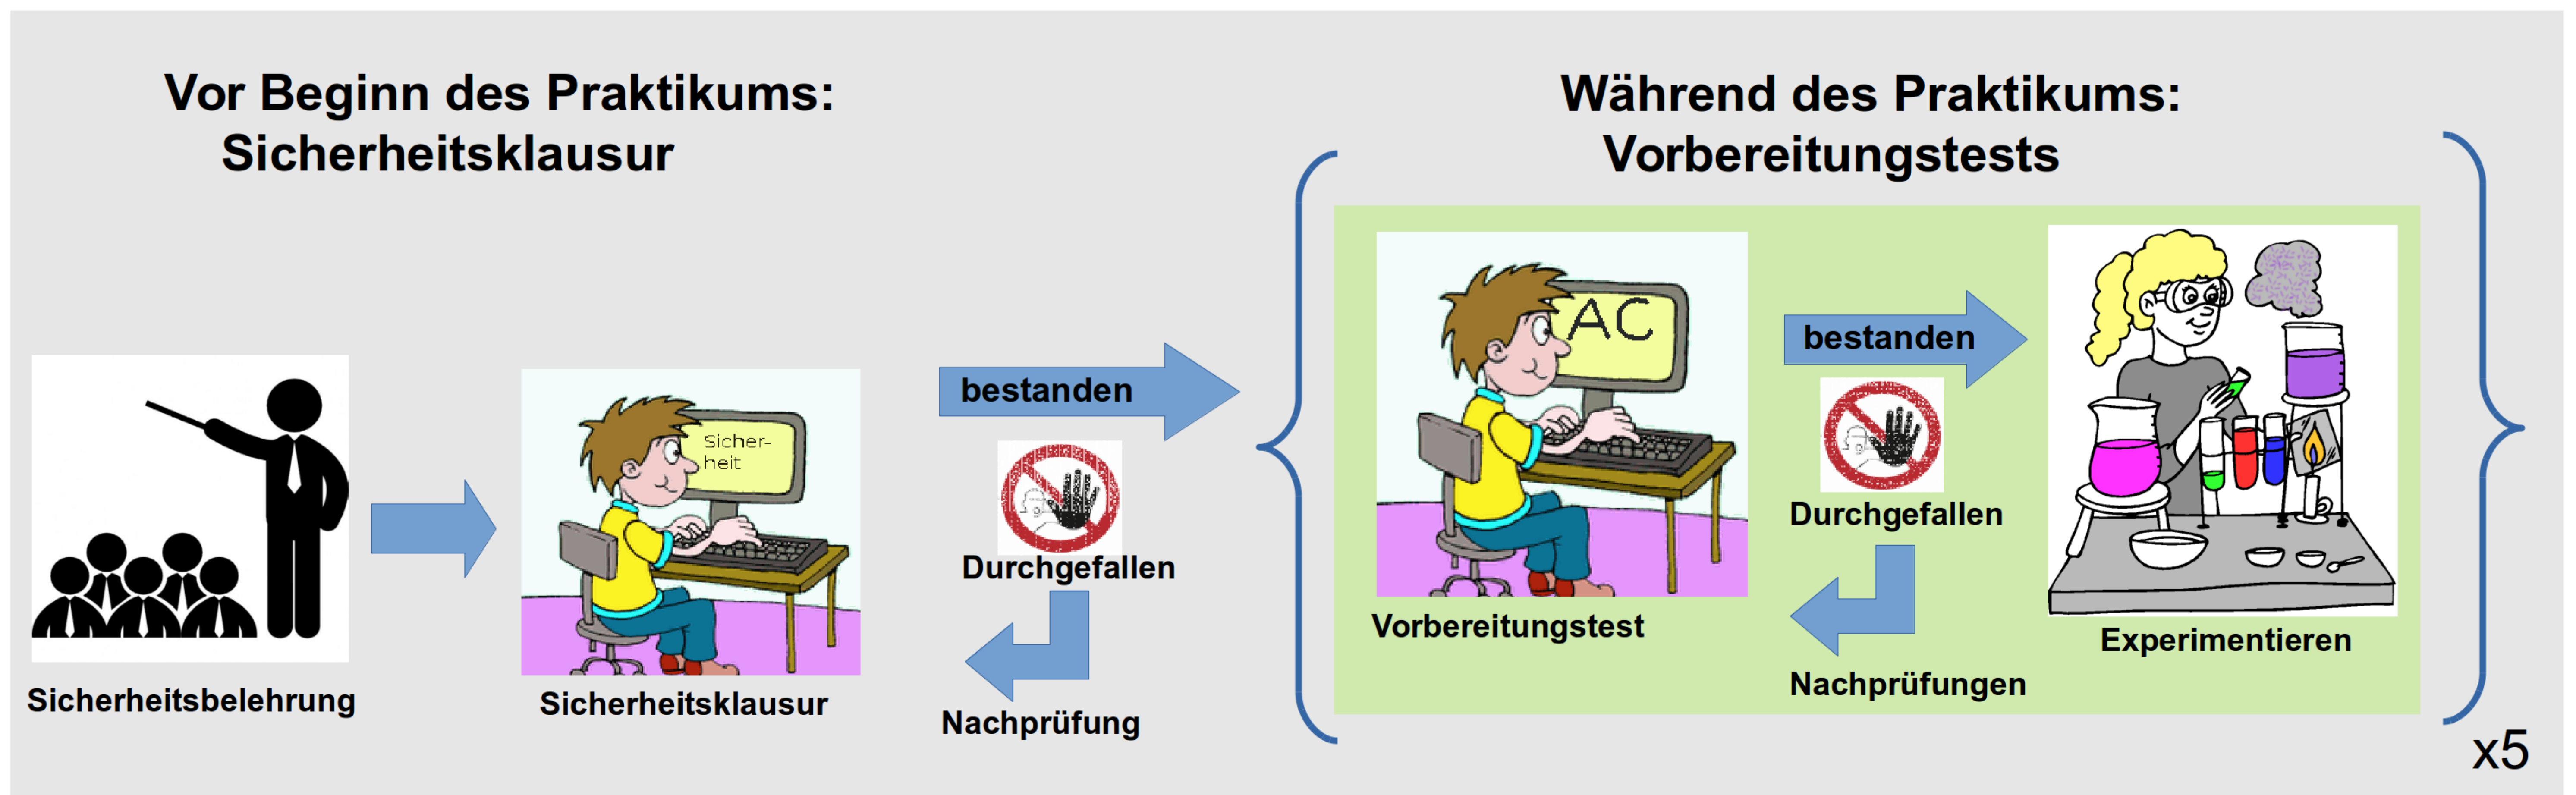 Vor Beginn des Praktikums:
Sicherheitsklausur
Sicherheitsbelehrung
Sicher-
heit
Sicherheitsklausur
bestanden
Durchgefallen
Nachprüfung
Während des Praktikums:
Vorbereitungstests
AC
Vorbereitungstest
bestanden
Durchgefallen
Nachprüfungen
Experimentieren
x5